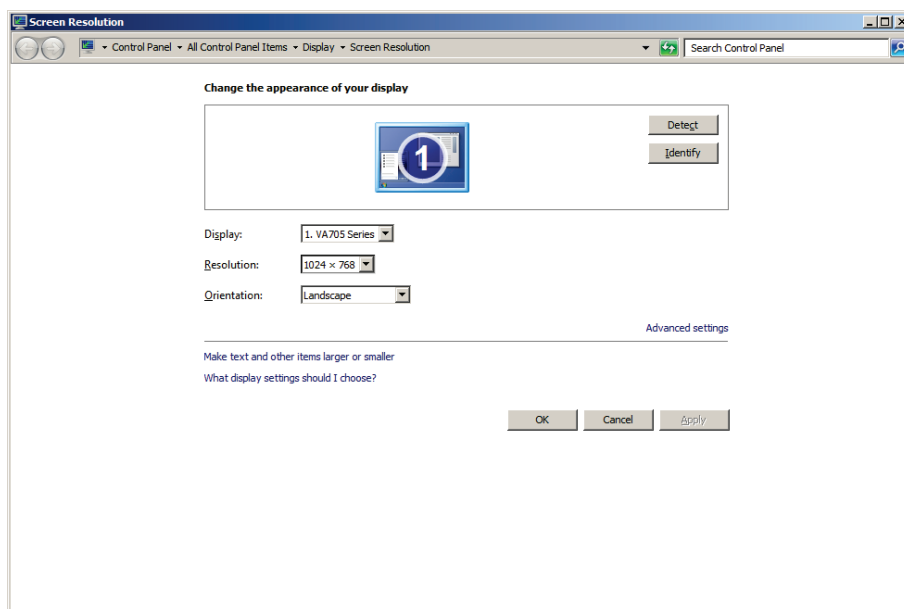 Screen Resolution
Control Panel All Control Panel Items Display Screen Resolution Search Control Panel
Change the appearance of your display
1
Detect
Identify
Display: 1. VA705 Series
Resolution: 1024 × 768
Orientation: Landscape
Advanced settings
Make text and other items larger or smaller
What display settings should I choose?
OK Cancel Apply